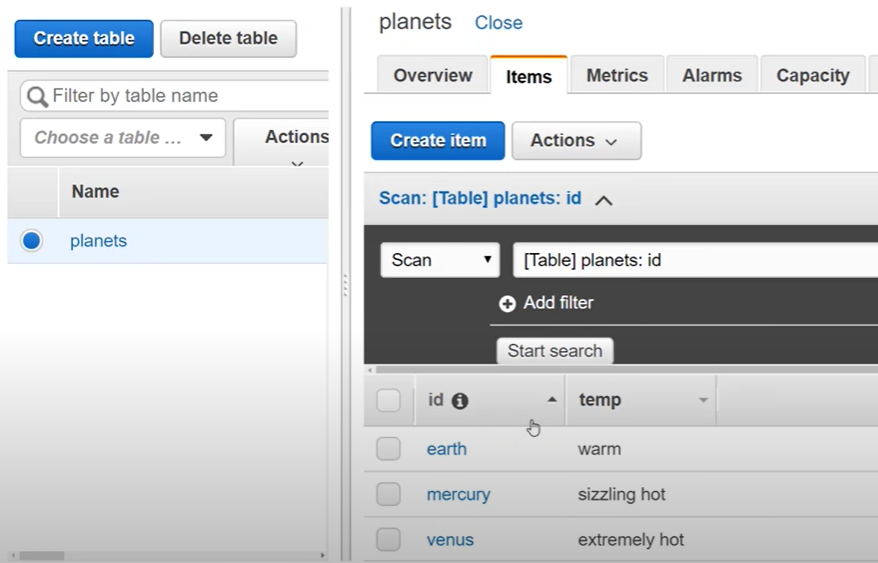 Create table
Delete table
Filter by table name
Choose a table ...
Actions
Name
planets
planets
Close
Overview
Items
Metrics
Alarms
Capacity
Create item
Actions
Scan: [Table] planets: id
Scan
[Table] planets: id
Add filter
Start search
id
temp
earth
warm
mercury
sizzling hot
venus
extremely hot